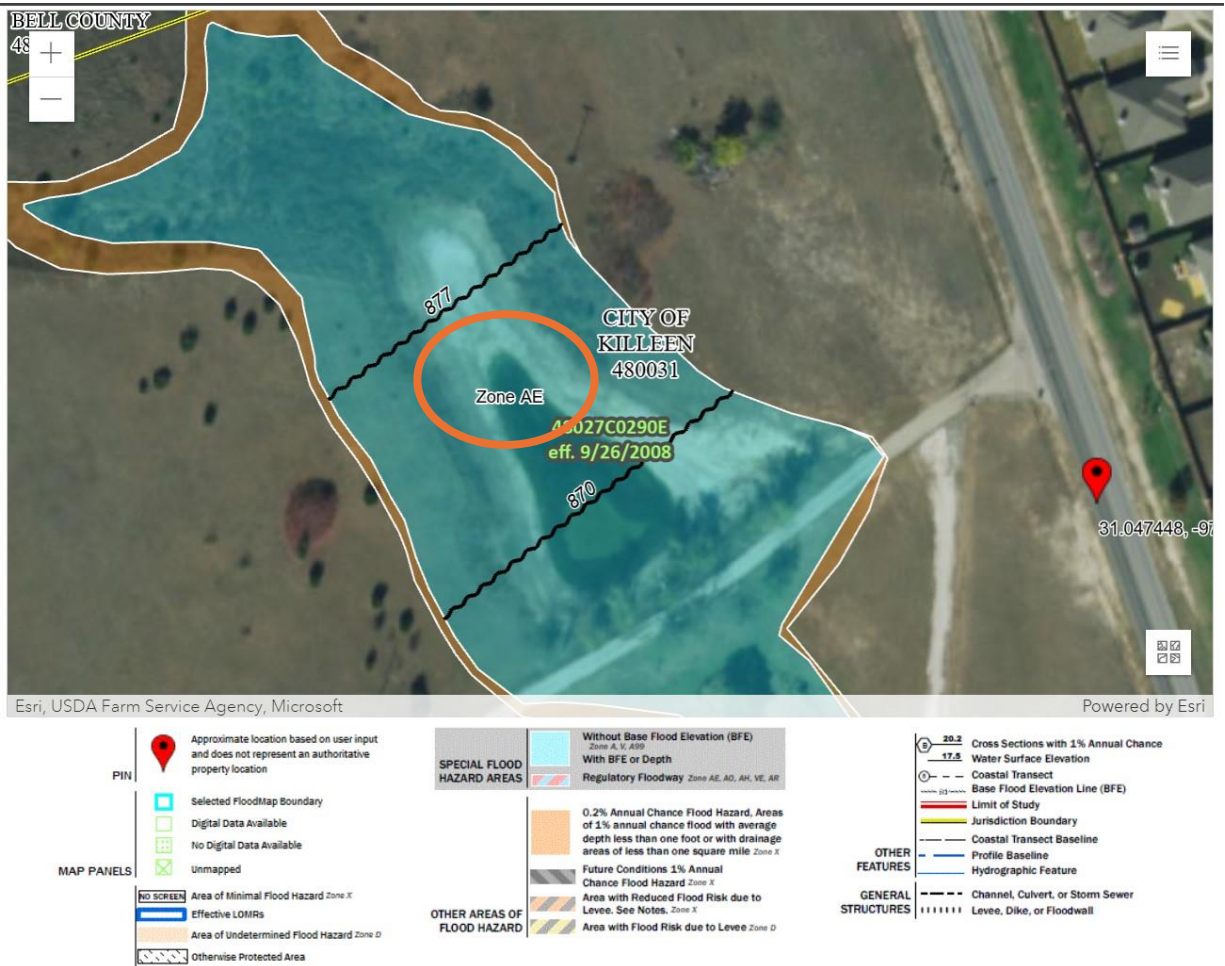 BELL COUNTY
48
+
877
CITY OF
KILLEEN
480031
Zone AE
48027C0290E
eff. 9/26/2008
870
31.047448, -97
Esri, USDA Farm Service Agency, Microsoft
Powered by Esri
PIN
Approximate location based on user input
and does not represent an authoritative
property location
MAP PANELS
Selected FloodMap Boundary
Digital Data Available
No Digital Data Available
Unmapped
NO SCREEN Area of Minimal Flood Hazard Zone X
Effective LOMRs
Area of Undetermined Flood Hazard Zone D
Otherwise Protected Area
SPECIAL FLOOD
HAZARD AREAS
Without Base Flood Elevation (BFE)
Zone A, V, A99
With BFE or Depth
Regulatory Floodway Zone AE, AO, AH, VE, AR
OTHER AREAS OF
FLOOD HAZARD
0.2% Annual Chance Flood Hazard, Areas
of 1% annual chance flood with average
depth less than one foot or with drainage
areas of less than one square mile Zone X
Future Conditions 1% Annual
Chance Flood Hazard Zone X
Area with Reduced Flood Risk due to
Levee. See Notes. Zone X
Area with Flood Risk due to Levee Zone D
20.2 Cross Sections with 1% Annual Chance
17.5 Water Surface Elevation
Coastal Transect
Base Flood Elevation Line (BFE)
Limit of Study
Jurisdiction Boundary
OTHER
FEATURES
Coastal Transect Baseline
Profile Baseline
Hydrographic Feature
GENERAL
STRUCTURES
Channel, Culvert, or Storm Sewer
Levee, Dike, or Floodwall